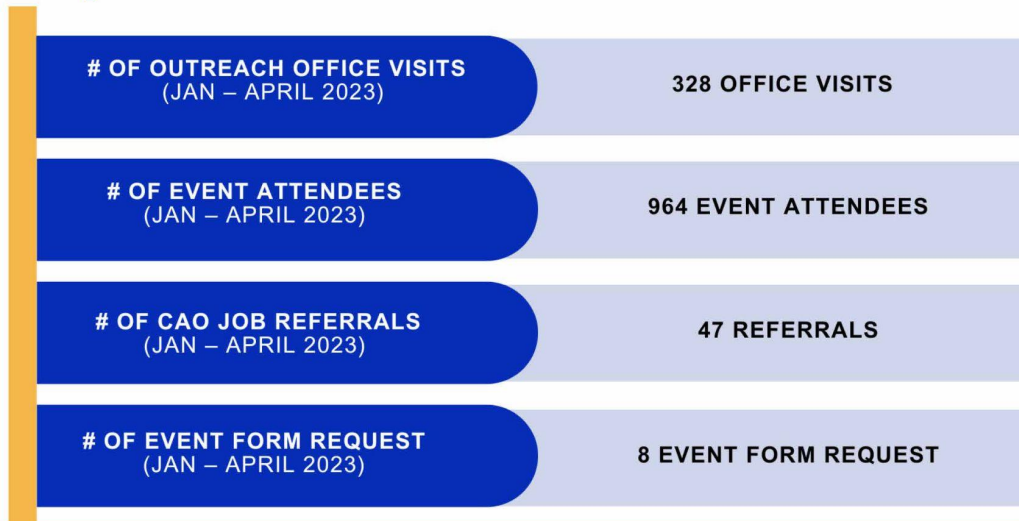 # OF OUTREACH OFFICE VISITS
(JAN – APRIL 2023)
328 OFFICE VISITS
# OF EVENT ATTENDEES
(JAN – APRIL 2023)
964 EVENT ATTENDEES
# OF CAO JOB REFERRALS
(JAN – APRIL 2023)
47 REFERRALS
# OF EVENT FORM REQUEST
(JAN – APRIL 2023)
8 EVENT FORM REQUEST